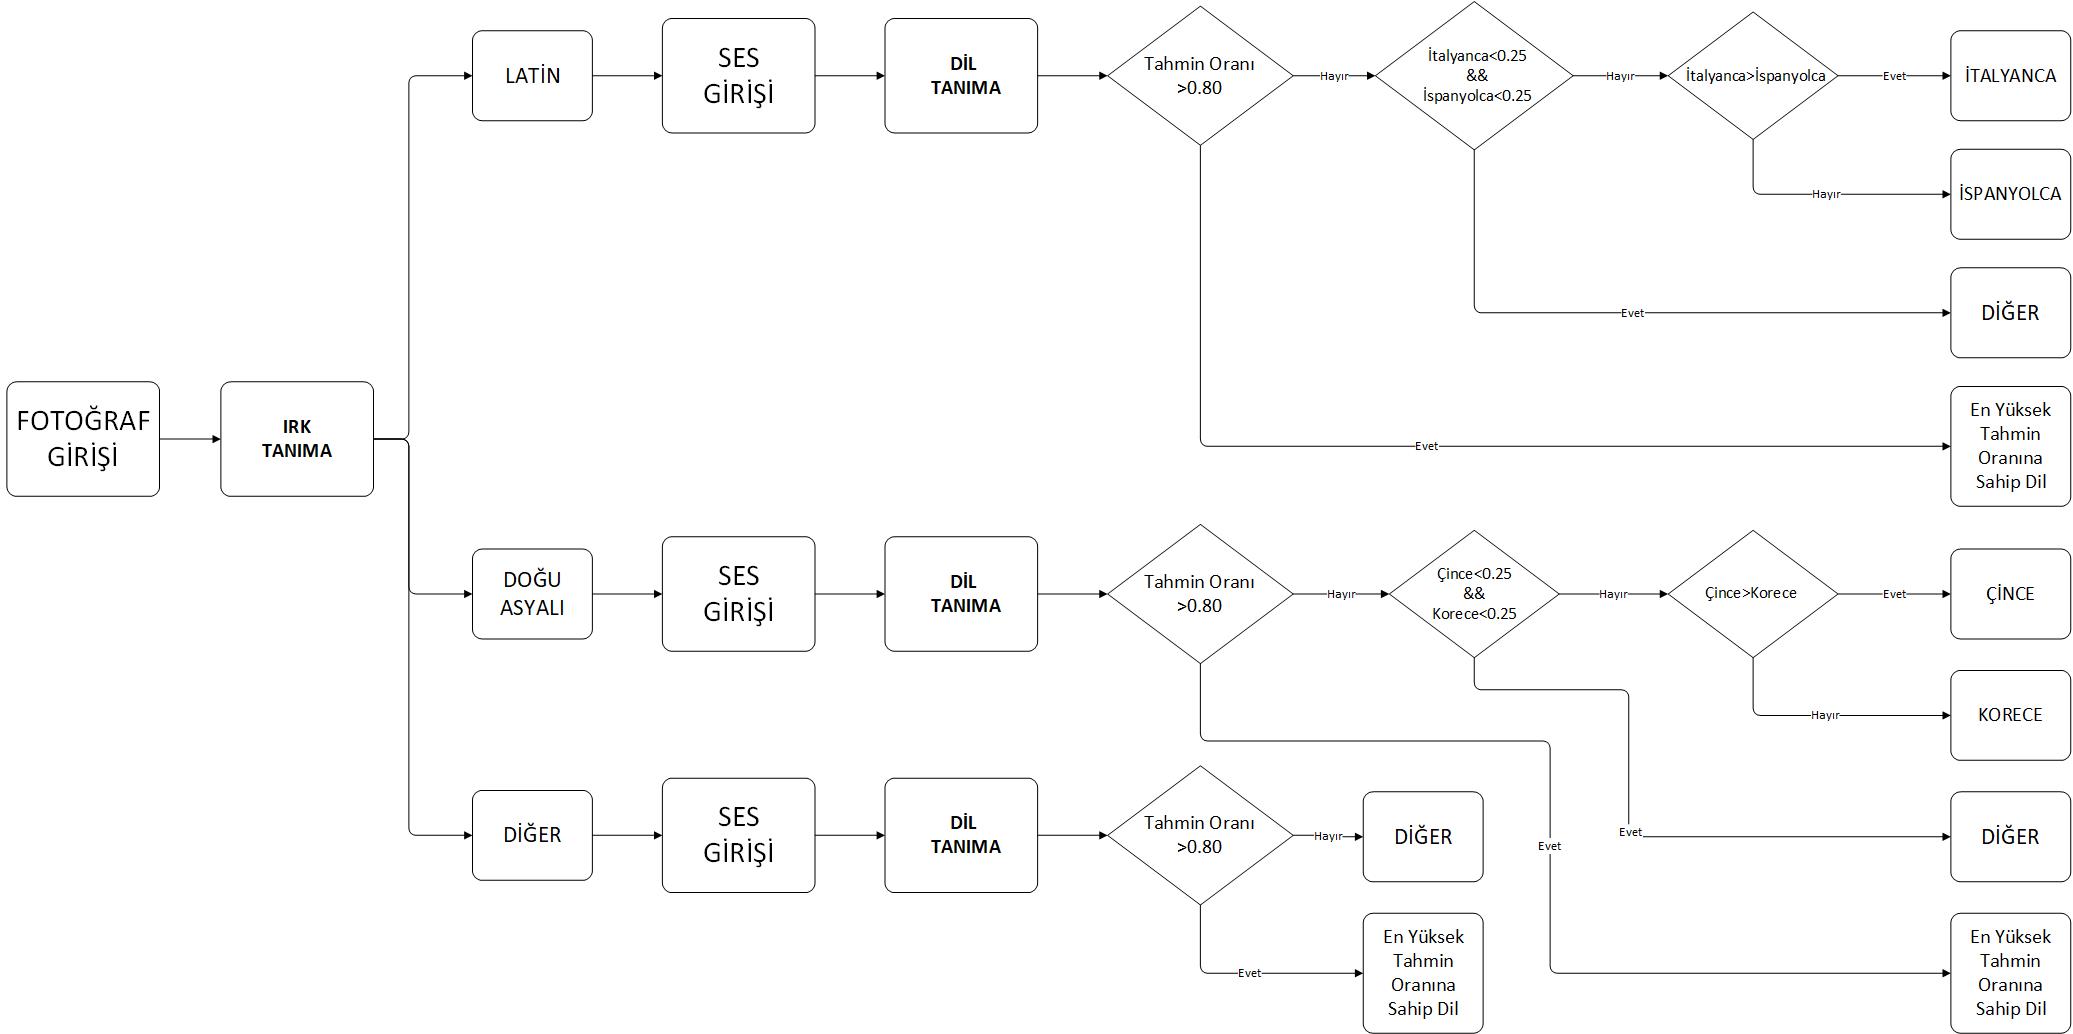 FOTOĞRAF
GİRİŞİ
IRK
TANIMA
LATİN
SES
GİRİŞİ
DİL
TANIMA
Tahmin Oranı
>0.80
Hayır
İtalyanca<0.25
&&
İspanyolca<0.25
Hayır
İtalyanca>İspanyolca
Evet
İTALYANCA
Hayır
İSPANYOLCA
Evet
DİĞER
Evet
En Yüksek
Tahmin
Oranına
Sahip Dil
DOĞU
ASYALI
SES
GİRİŞİ
DİL
TANIMA
Tahmin Oranı
>0.80
Hayır
Çince<0.25
&&
Korece<0.25
Hayır
Çince>Korece
Evet
ÇİNCE
Hayır
KORECE
Evet
DİĞER
Evet
En Yüksek
Tahmin
Oranına
Sahip Dil
DİĞER
SES
GİRİŞİ
DİL
TANIMA
Tahmin Oranı
>0.80
Hayır
DİĞER
Evet
En Yüksek
Tahmin
Oranına
Sahip Dil